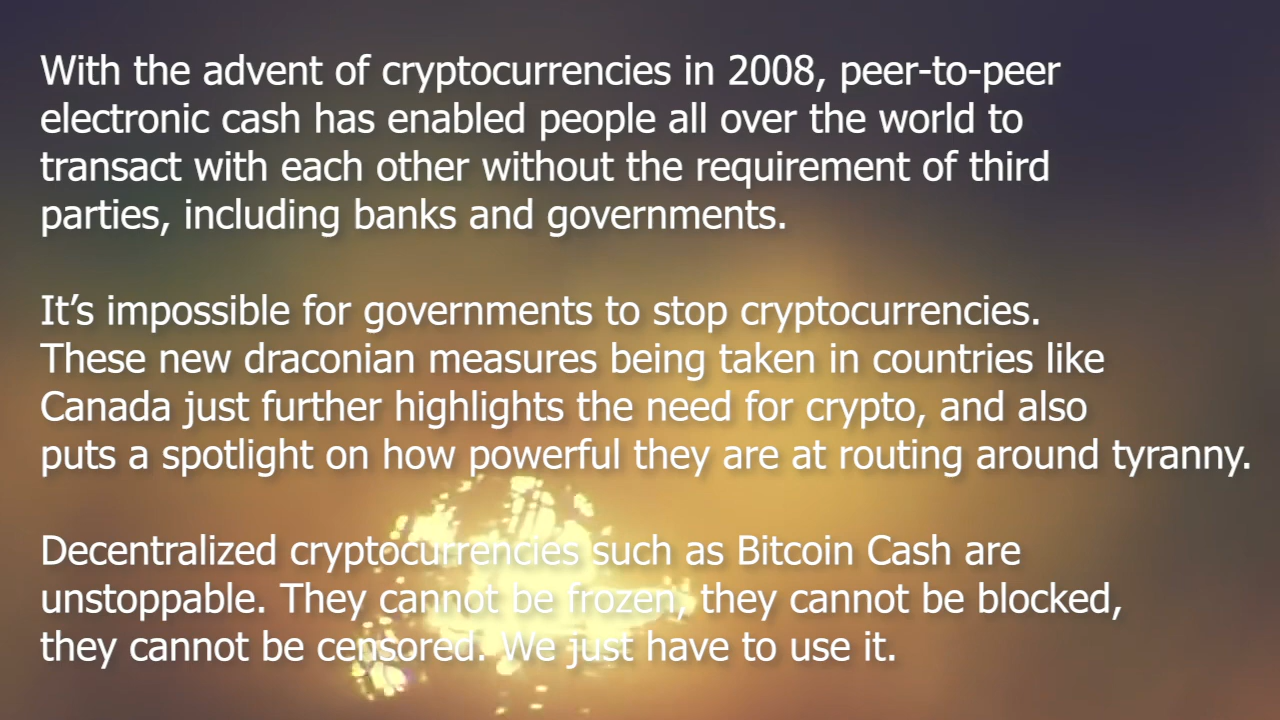 With the advent of cryptocurrencies in 2008, peer-to-peer
electronic cash has enabled people all over the world to
transact with each other without the requirement of third
parties, including banks and governments.
It’s impossible for governments to stop cryptocurrencies.
These new draconian measures being taken in countries like
Canada just further highlights the need for crypto, and also
puts a spotlight on how powerful they are at routing around tyranny.
Decentralized cryptocurrencies such as Bitcoin Cash are
unstoppable. They cannot be frozen, they cannot be blocked,
they cannot be censored. We just have to use it.